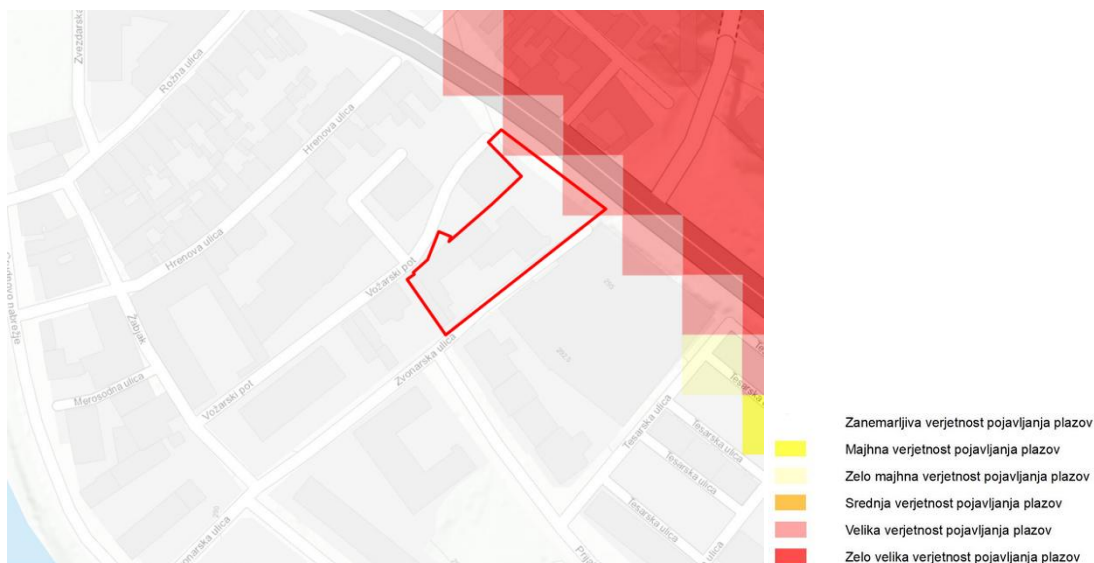 Zvezdarska
Rožna ulica
Hrenova ulica
Hrenova ulica
Vožarski pot
Žabjak
Merosodna ulica
Vožarski pot
Zvonarska ulica
Tesarska ulica
Tesarska ulica
Tesarska ulica
Tesarska ulica
Zanemarljiva verjetnost pojavljanja plazov
Majhna verjetnost pojavljanja plazov
Zelo majhna verjetnost pojavljanja plazov
Srednja verjetnost pojavljanja plazov
Velika verjetnost pojavljanja plazov
Zelo velika verjetnost pojavljanja plazov